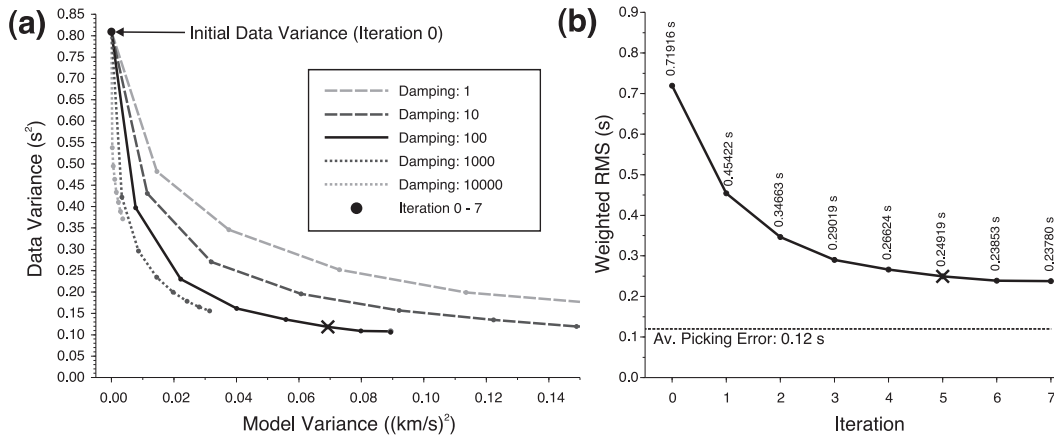 (a)
Initial Data Variance (Iteration 0)
Data Variance (s²)
0.85
0.80
0.75
0.70
0.65
0.60
0.55
0.50
0.45
0.40
0.35
0.30
0.25
0.20
0.15
0.10
0.05
0.00
Damping: 1
Damping: 10
Damping: 100
Damping: 1000
Damping: 10000
Iteration 0 - 7
0.00 0.02 0.04 0.06 0.08 0.10 0.12 0.14
Model Variance ((km/s)²)
(b)
Weighted RMS (s)
0.9
0.8
0.7
0.6
0.5
0.4
0.3
0.2
0.1
0.0
0.71916 s
0.45422 s
0.34663 s
0.29019 s
0.26624 s
0.24919 s
0.23853 s
0.23780 s
Av. Picking Error: 0.12 s
0 1 2 3 4 5 6 7
Iteration